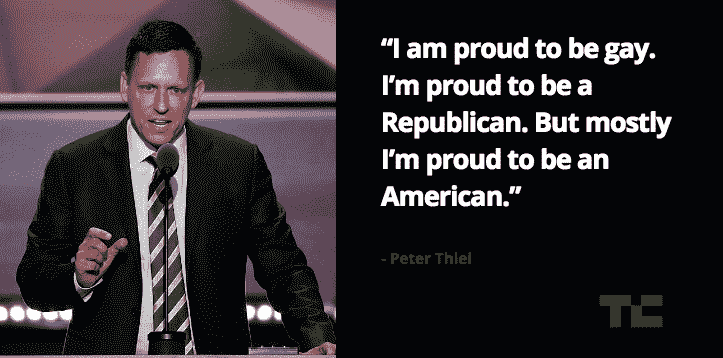 “I am proud to be gay.
I’m proud to be a
Republican. But mostly
I’m proud to be an
American.”
- Peter Thiel
TC